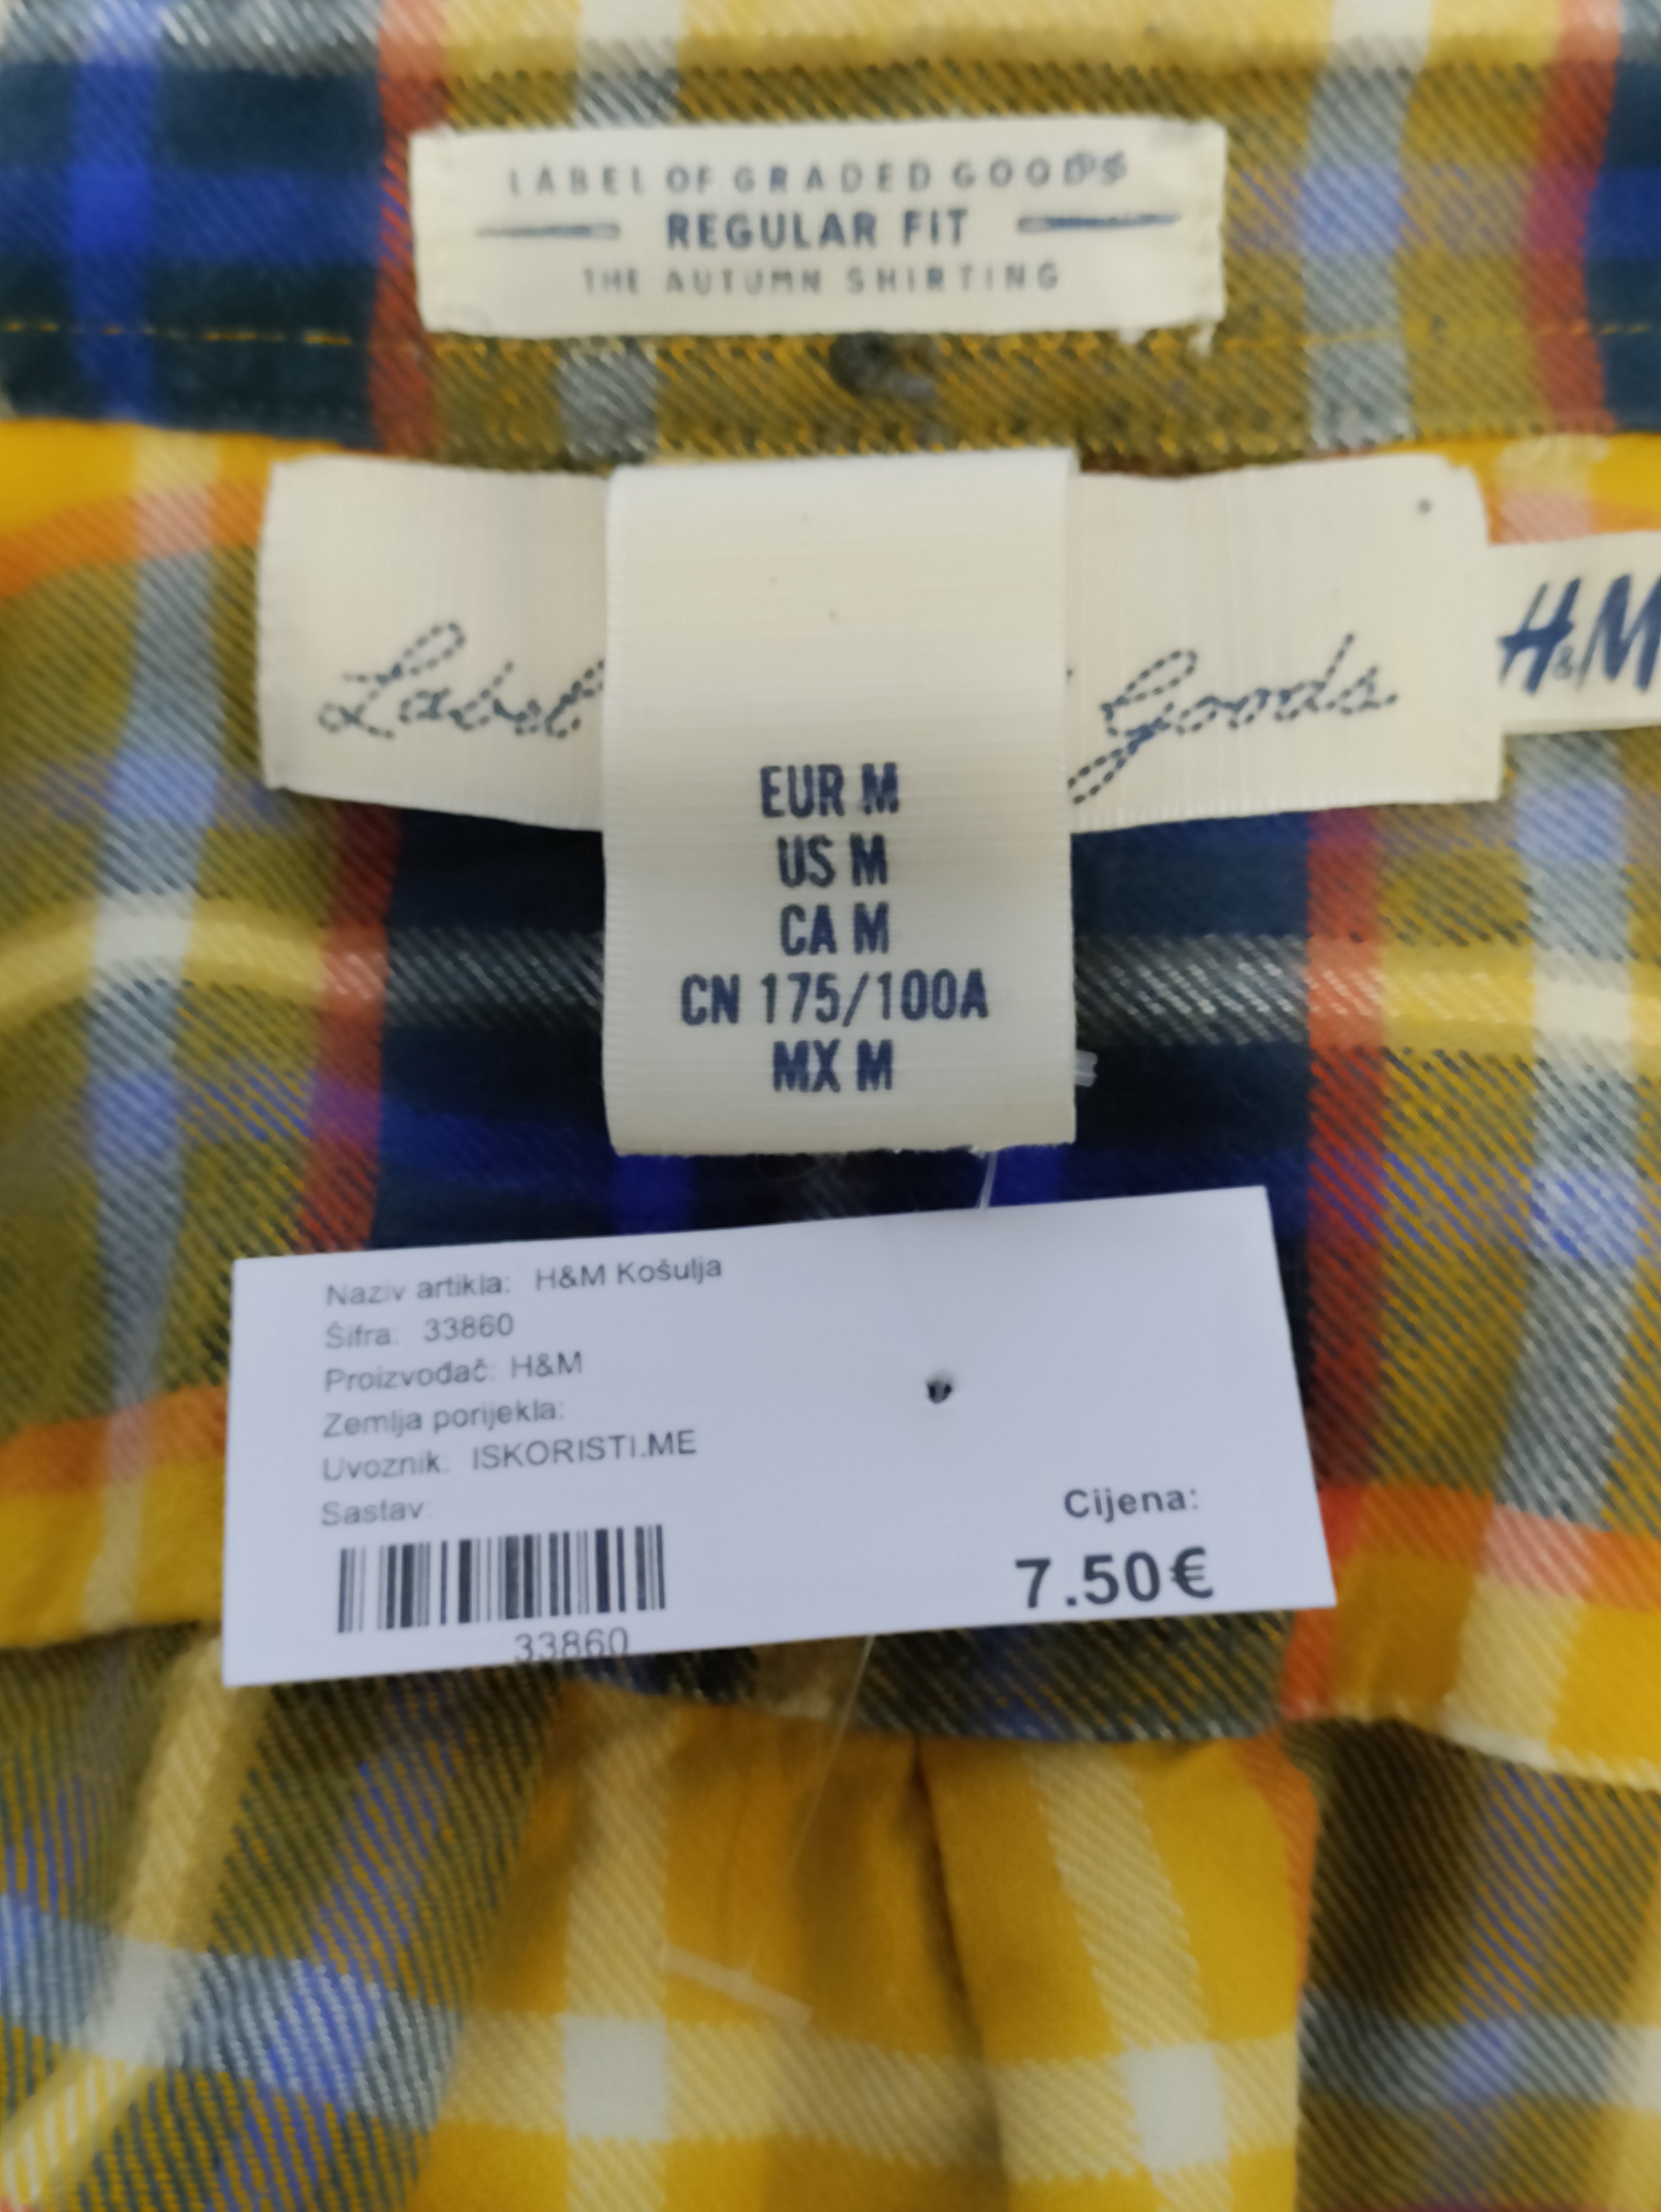 LABEL OF GRADED GOODS
REGULAR FIT
THE AUTUMN SHIRTING
Label Goods
H&M
EUR M
US M
CA M
CN 175/100A
MX M
Naziv artikla: H&M Košulja
Šifra: 33860
Proizvođač: H&M
Zemlja porijekla:
Uvoznik: ISKORISTI.ME
Sastav:
33860
Cijena:
7.50€